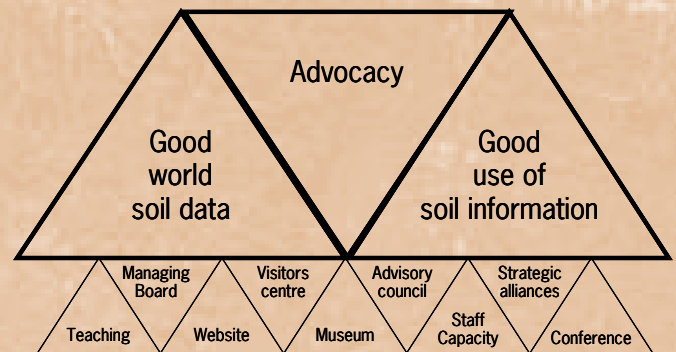 Advocacy
Good
world
soil data
Good
use of
soil information
Managing
Board
Visitors
centre
Advisory
council
Strategic
alliances
Teaching
Website
Museum
Staff
Capacity
Conference